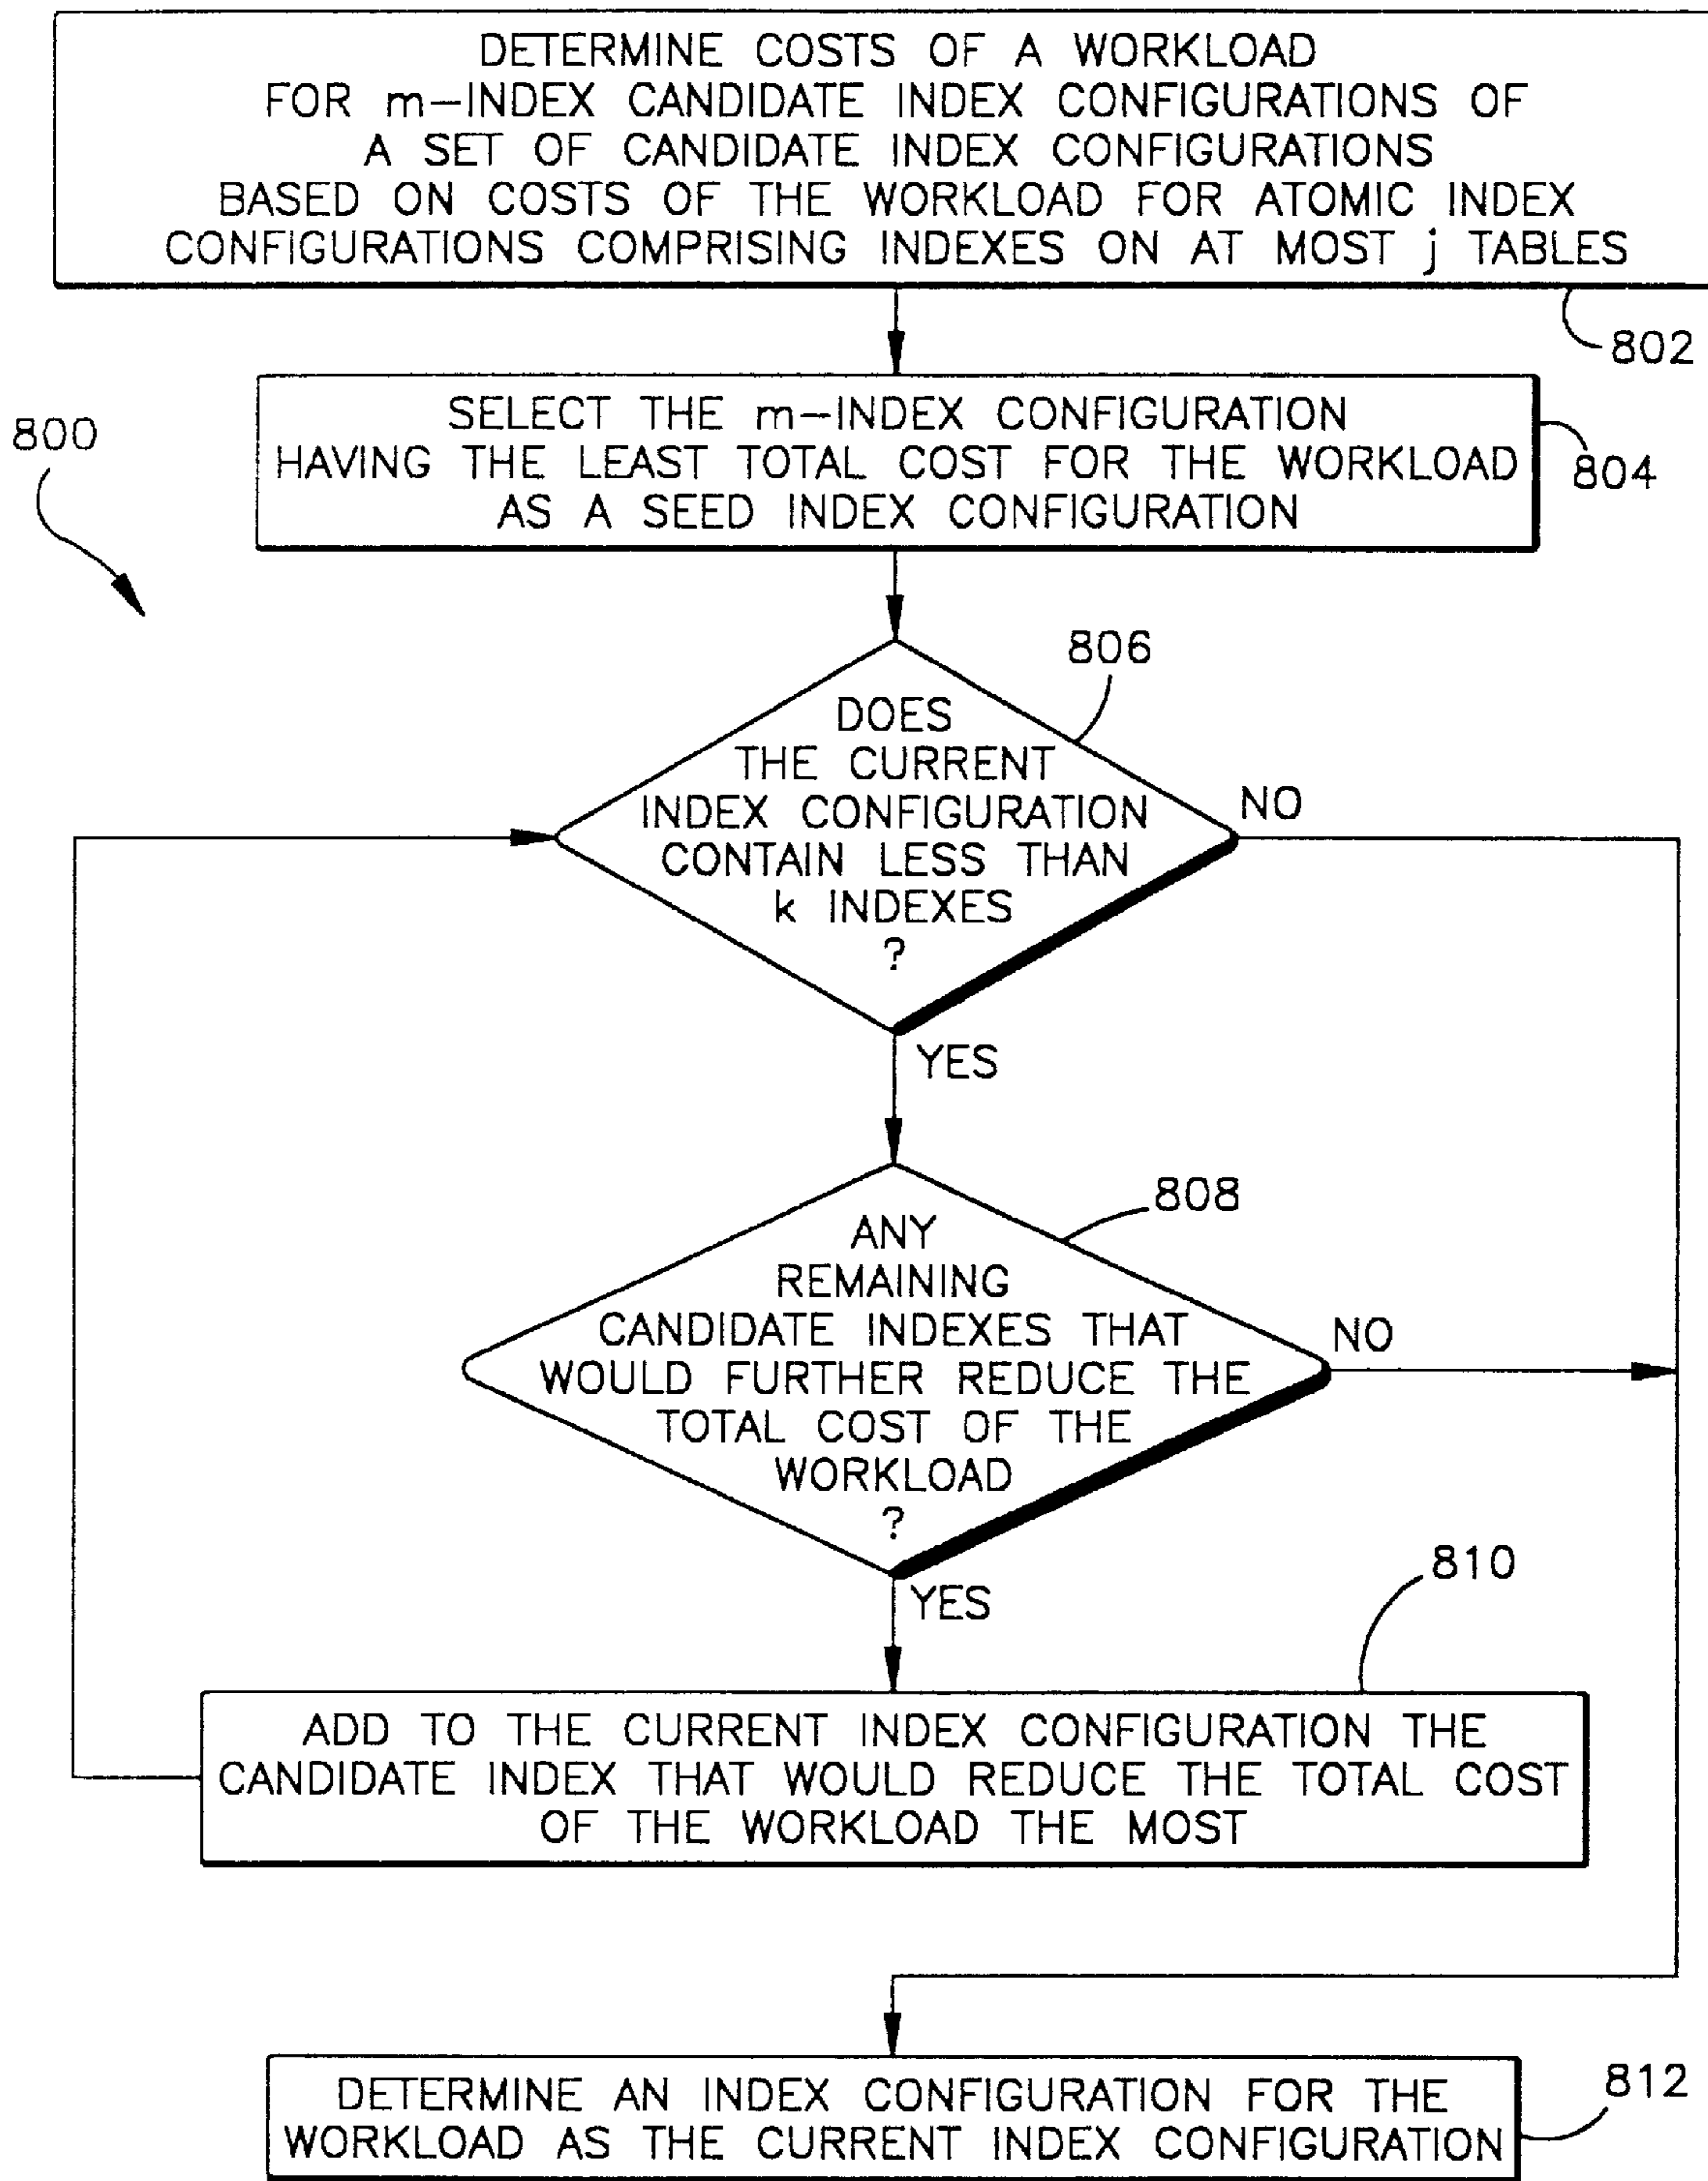 DETERMINE COSTS OF A WORKLOAD
FOR m-INDEX CANDIDATE INDEX CONFIGURATIONS OF
A SET OF CANDIDATE INDEX CONFIGURATIONS
BASED ON COSTS OF THE WORKLOAD FOR ATOMIC INDEX
CONFIGURATIONS COMPRISING INDEXES ON AT MOST j TABLES
802
SELECT THE m-INDEX CONFIGURATION
HAVING THE LEAST TOTAL COST FOR THE WORKLOAD
AS A SEED INDEX CONFIGURATION
804
800
806
DOES
THE CURRENT
INDEX CONFIGURATION
CONTAIN LESS THAN
k INDEXES
?
NO
YES
808
ANY
REMAINING
CANDIDATE INDEXES THAT
WOULD FURTHER REDUCE THE
TOTAL COST OF THE
WORKLOAD
?
NO
YES
810
ADD TO THE CURRENT INDEX CONFIGURATION THE
CANDIDATE INDEX THAT WOULD REDUCE THE TOTAL COST
OF THE WORKLOAD THE MOST
DETERMINE AN INDEX CONFIGURATION FOR THE
WORKLOAD AS THE CURRENT INDEX CONFIGURATION
812